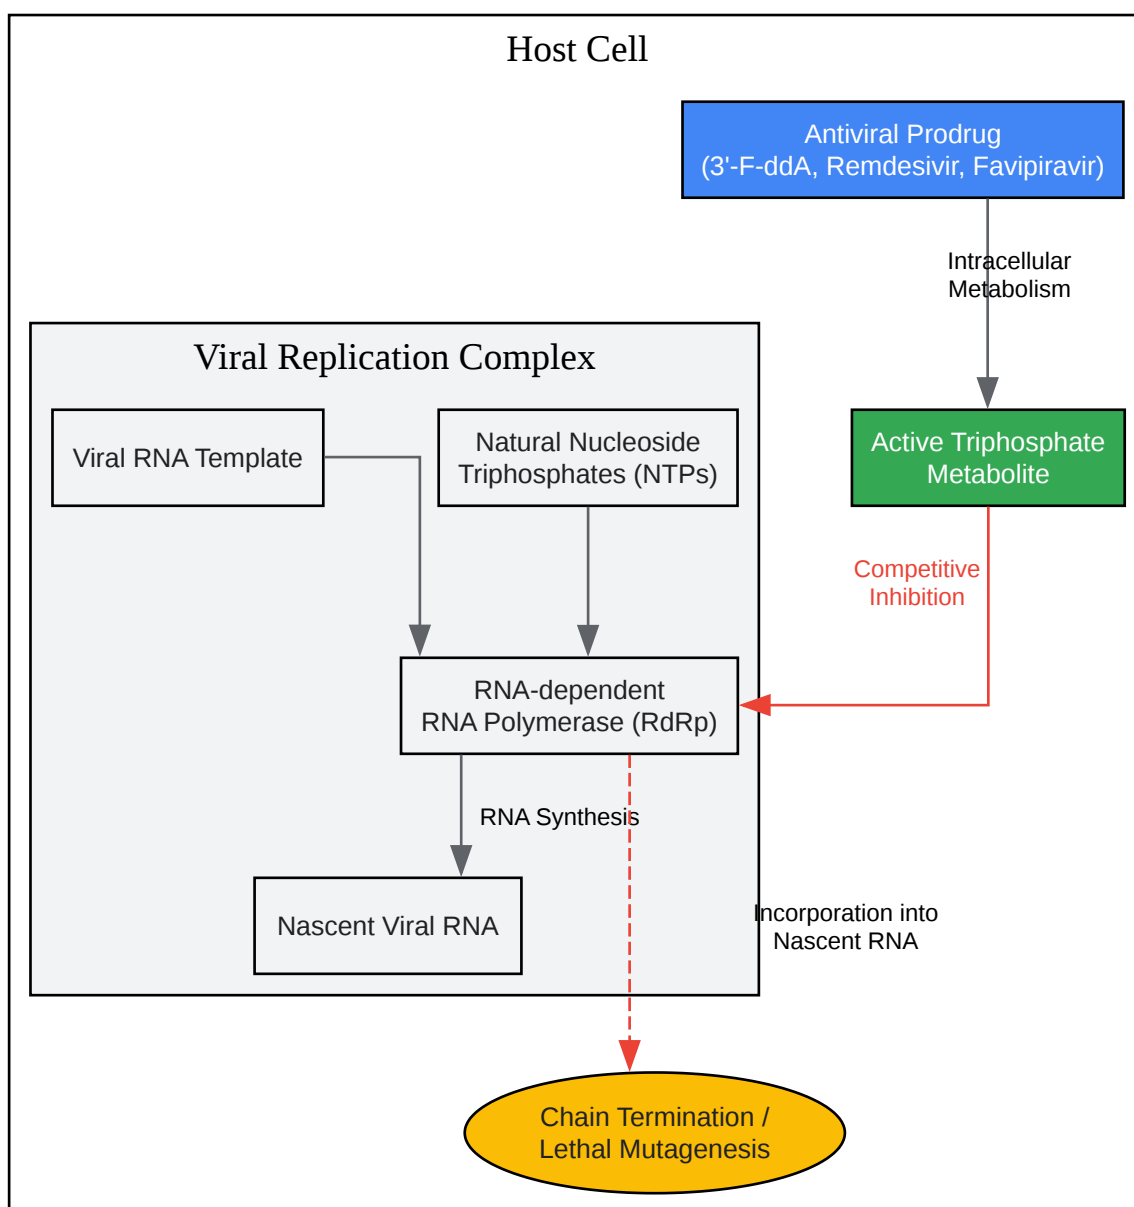 Host Cell
Antiviral Prodrug
(3'-F-ddA, Remdesivir, Favipiravir)
Intracellular
Metabolism
Viral Replication Complex
Viral RNA Template
Natural Nucleoside
Triphosphates (NTPs)
Active Triphosphate
Metabolite
Competitive
Inhibition
RNA-dependent
RNA Polymerase (RdRp)
RNA Synthesis
Nascent Viral RNA
Incorporation into
Nascent RNA
Chain Termination /
Lethal Mutagenesis